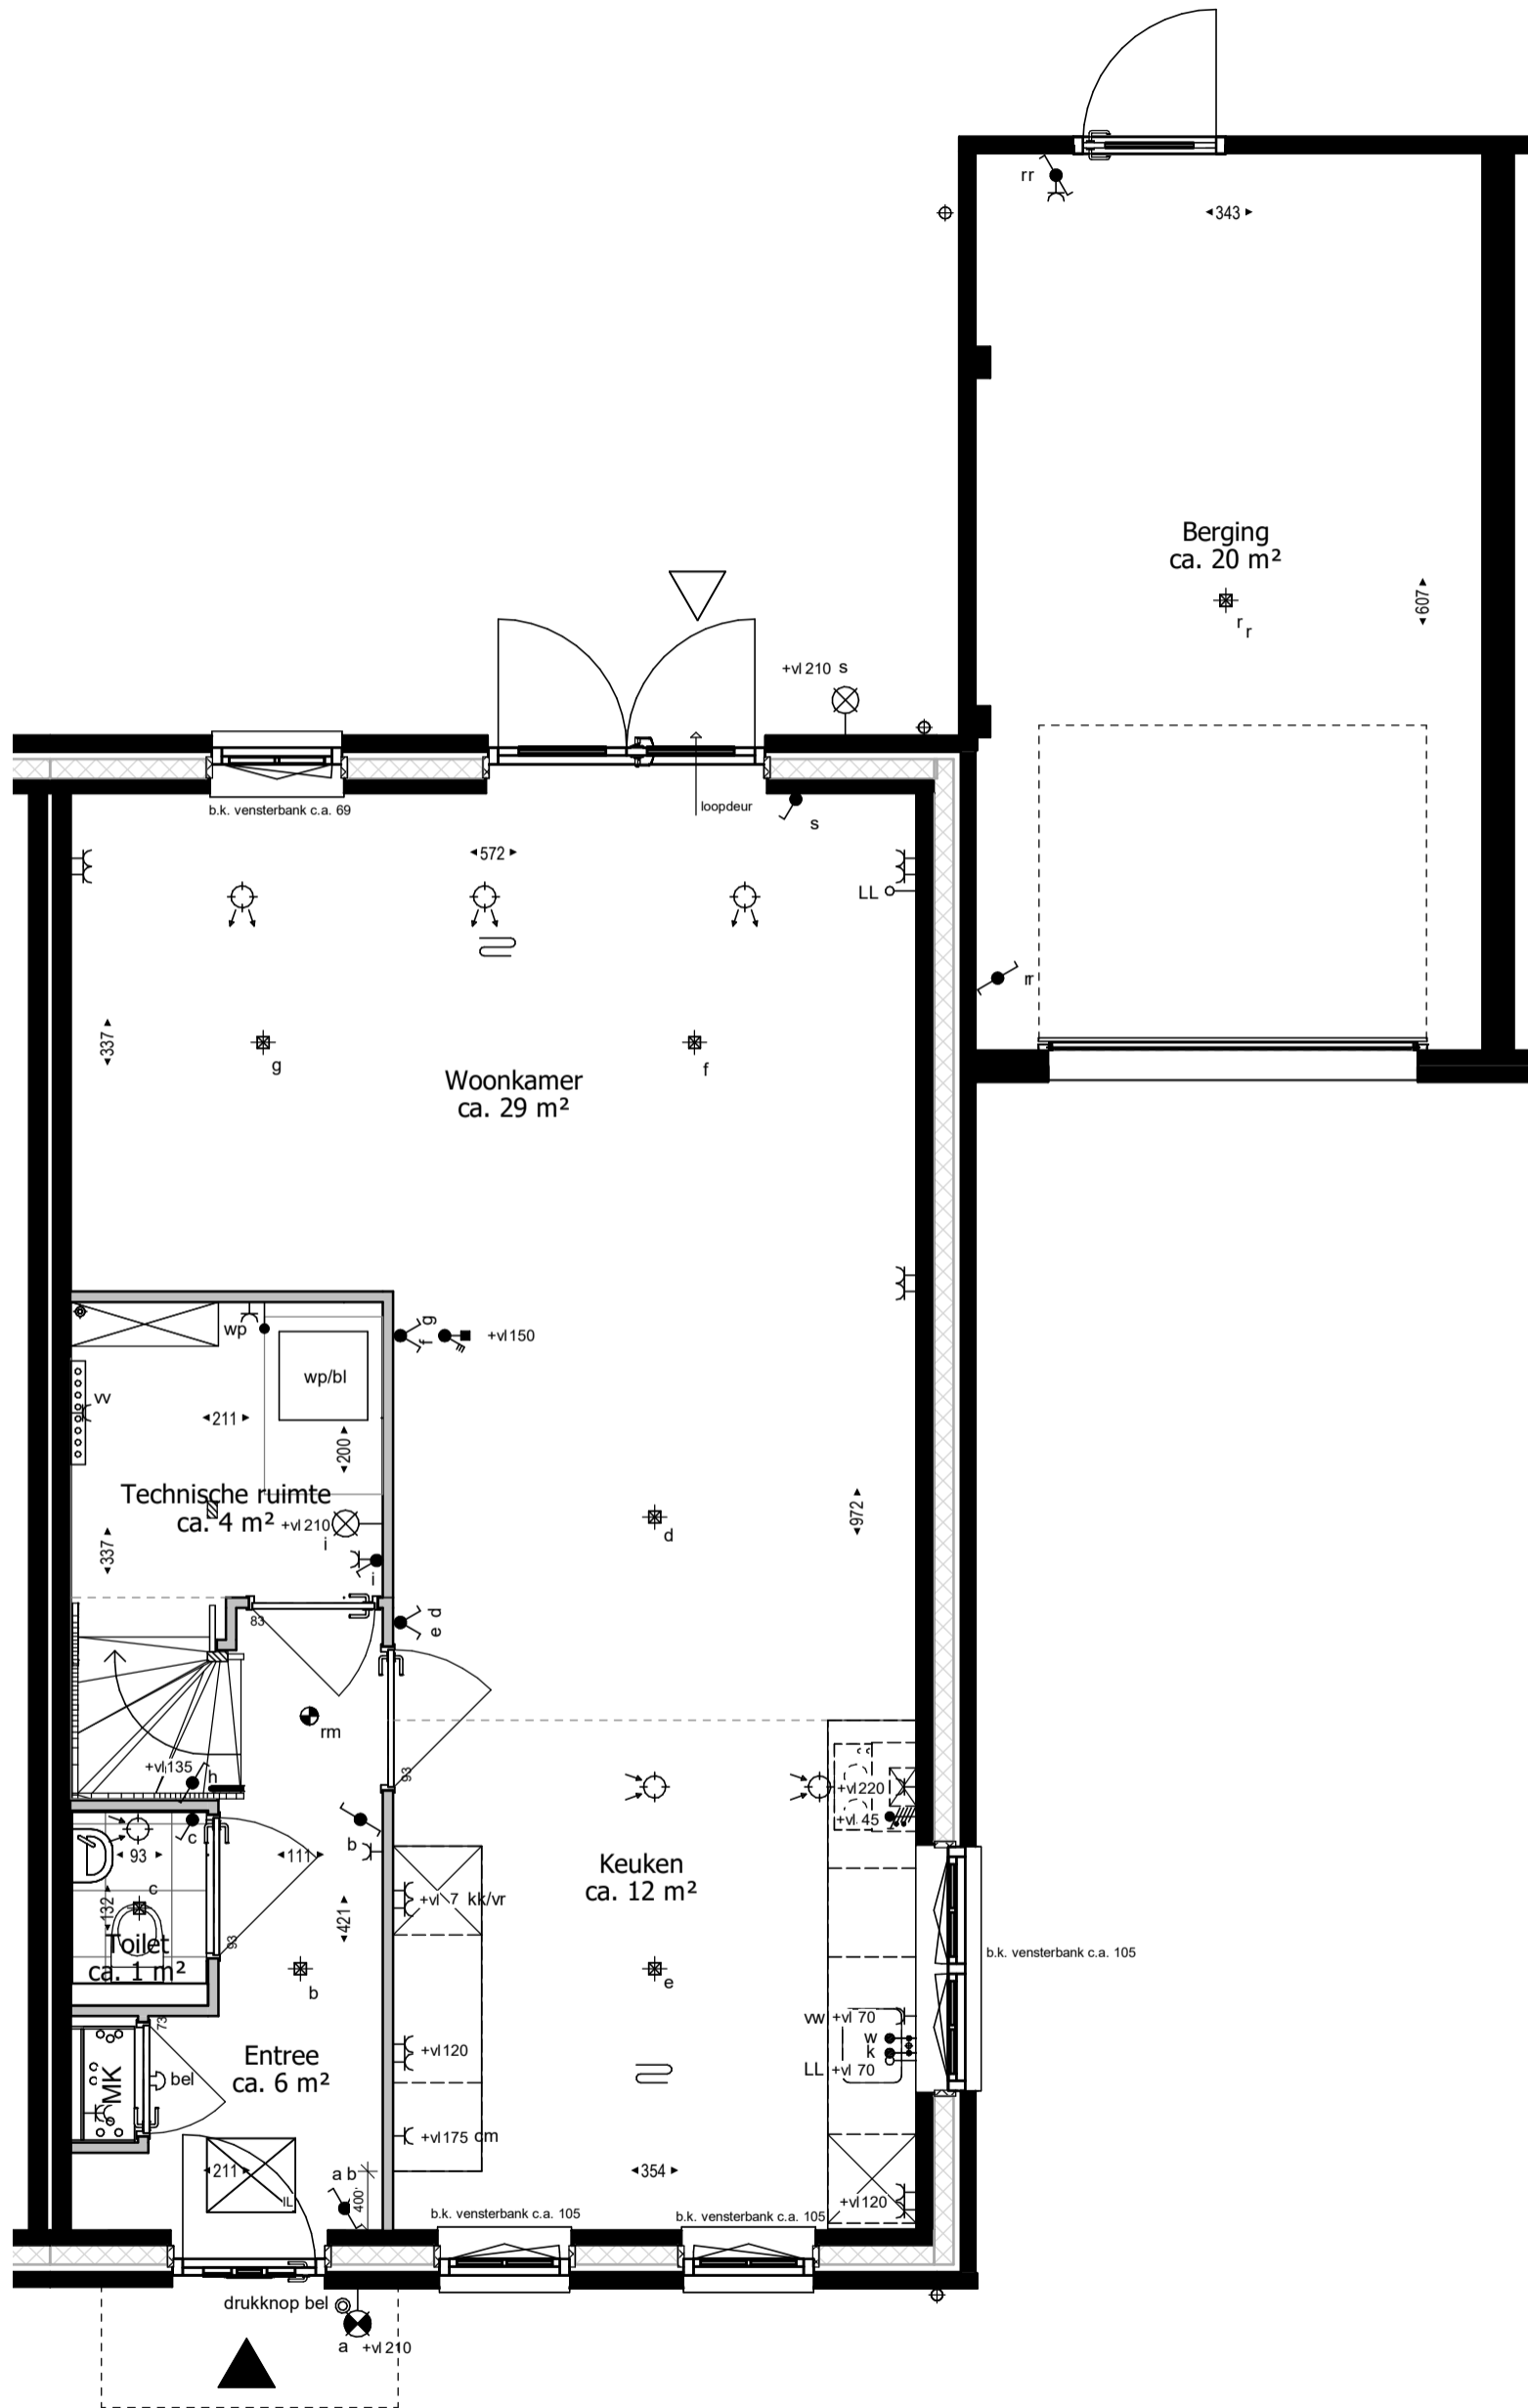 rr
343
Berging
ca. 20 m²
607
r
r
+vl 210 s
b.k. vensterbank c.a. 69
loopdeur
s
572
LL
rr
337
g
f
Woonkamer
ca. 29 m²
wp
g
f
+vl 150
wp/bl
vv
211
200
Technische ruimte
ca. 4 m²
+vl 210
i
972
337
d
i
83
d
e
rm
+vl 135
h
93
+vl 220
+vl 45
c
b
93
111
Keuken
ca. 12 m²
c
132
+vl 7 kk/vr
421
93
Toilet
ca. 1 m²
b.k. vensterbank c.a. 105
b
e
vw +vl 70
73
w
k
Entree
ca. 6 m²
+vl 120
LL +vl 70
MK
bel
+vl 175 cm
211
a b
354
IL
400
+vl 120
b.k. vensterbank c.a. 105
b.k. vensterbank c.a. 105
drukknop bel
a +vl 210